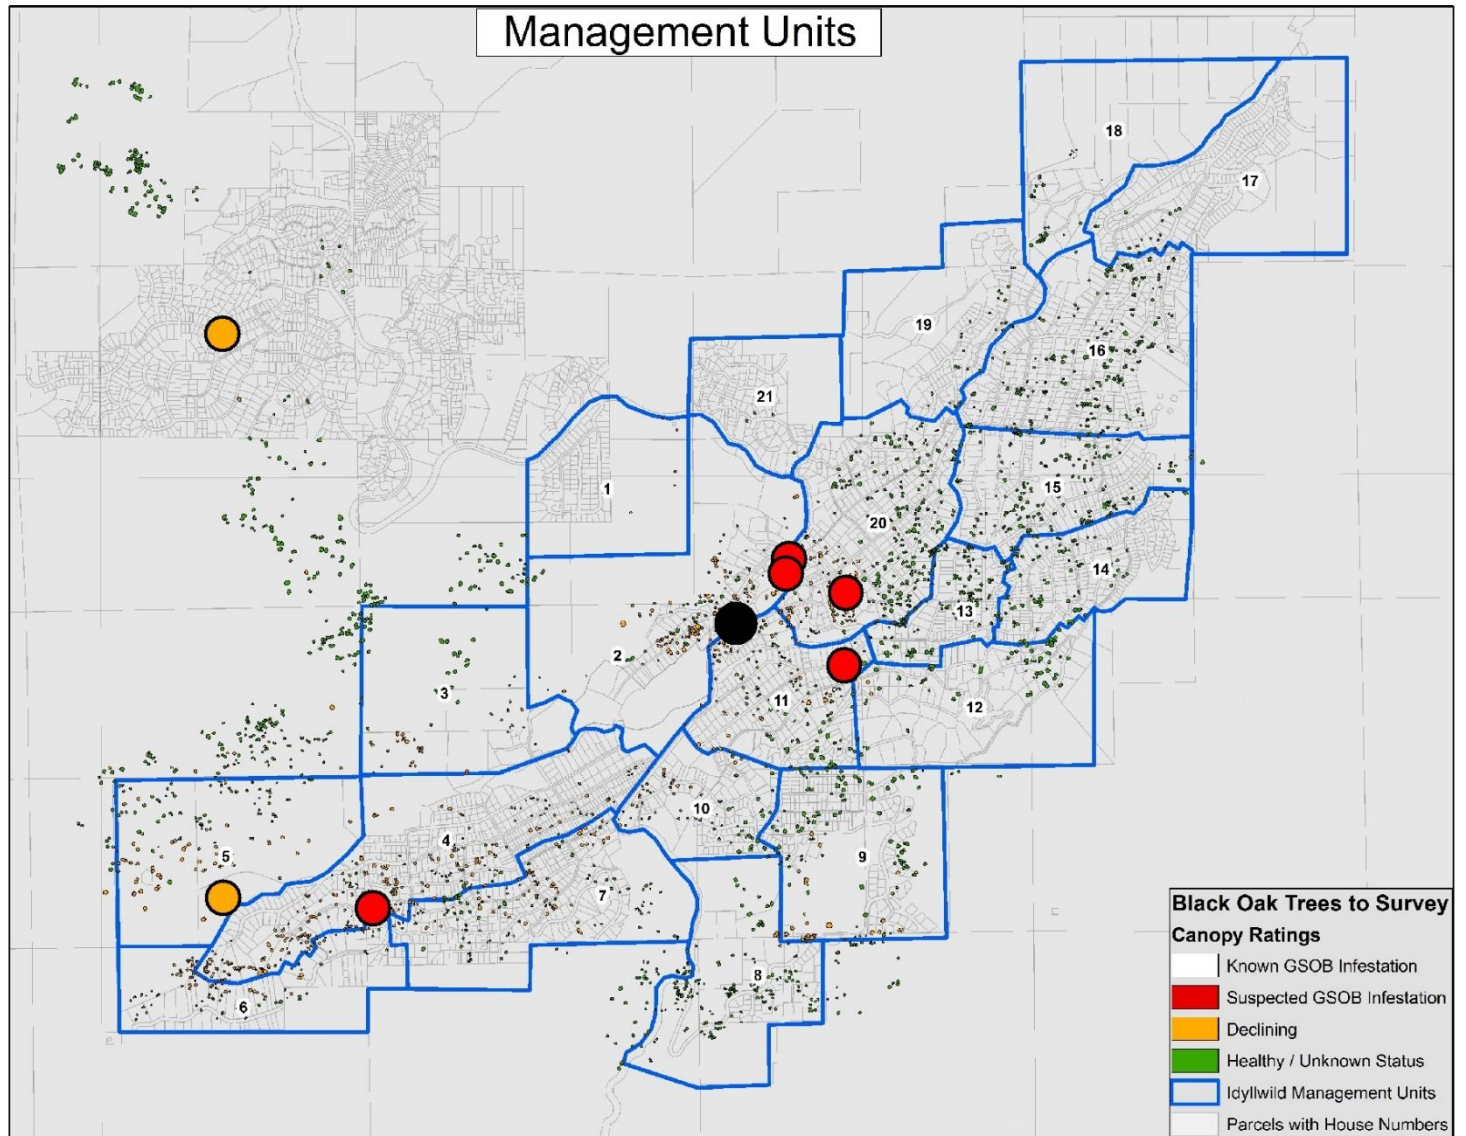 Management Units
18
17
19
16
21
1
15
20
14
13
2
3
11
12
10
4
5
9
7
8
6
Black Oak Trees to Survey
Canopy Ratings
Known GSOB Infestation
Suspected GSOB Infestation
Declining
Healthy / Unknown Status
Idyllwild Management Units
Parcels with House Numbers